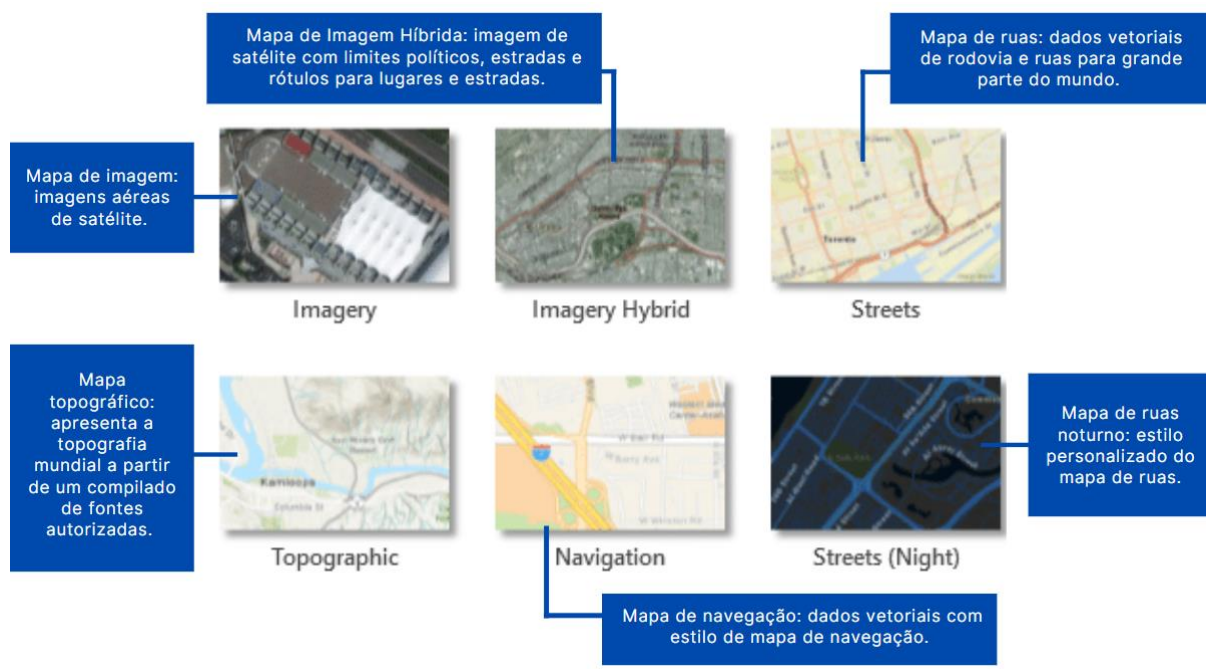 Mapa de Imagem Híbrida: imagem de
satélite com limites políticos, estradas e
rótulos para lugares e estradas.
Mapa de ruas: dados vetoriais
de rodovia e ruas para grande
parte do mundo.
Mapa de imagem:
imagens aéreas
de satélite.
Toronto
Imagery
Imagery Hybrid
Streets
Mapa
topográfico:
apresenta a
topografia
mundial a partir
de um compilado
de fontes
autorizadas.
Kamloops
Columbia St
Mapa de ruas
noturno: estilo
personalizado do
mapa de ruas.
Topographic
Navigation
Streets (Night)
Mapa de navegação: dados vetoriais com
estilo de mapa de navegação.